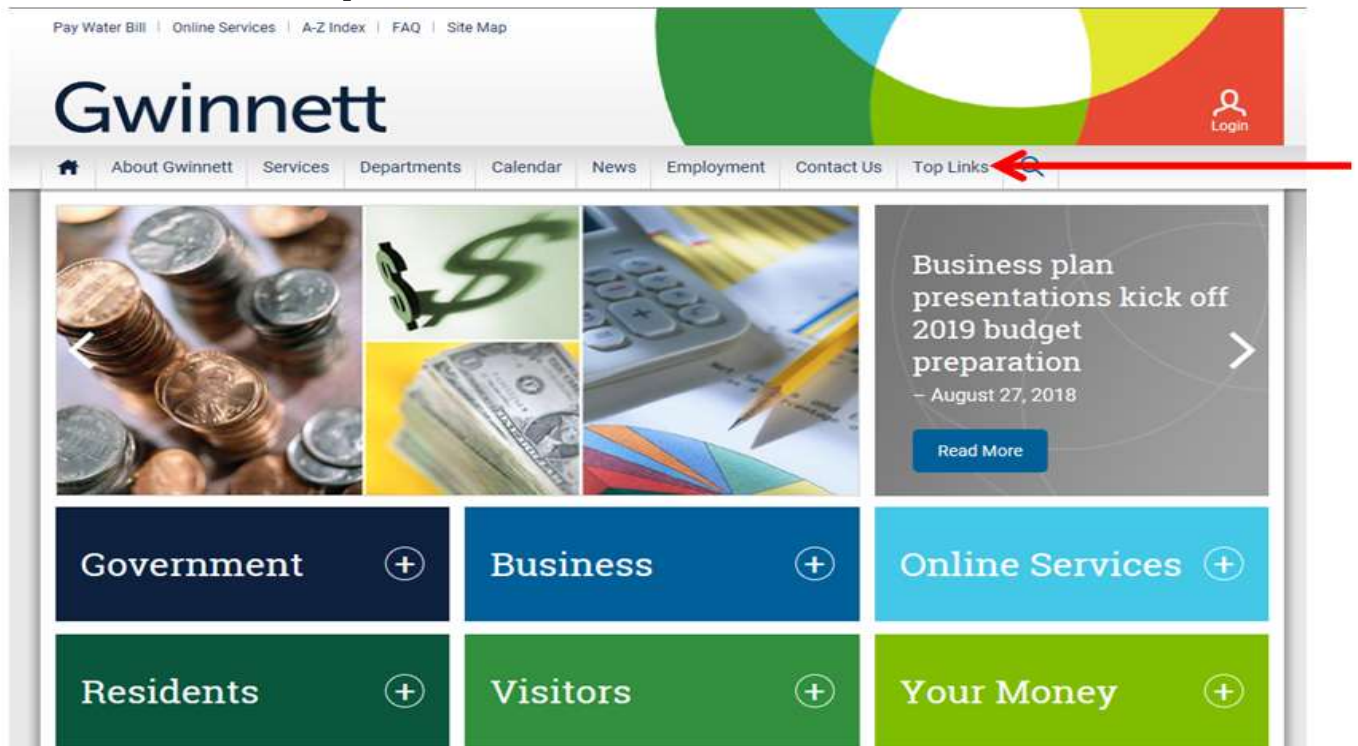 Pay Water Bill | Online Services | A-Z Index | FAQ | Site Map
Gwinnett
Login
About Gwinnett Services Departments Calendar News Employment Contact Us Top Links
Business plan
presentations kick off
2019 budget
preparation
– August 27, 2018
Read More
Government
Business
Online Services
Residents
Visitors
Your Money